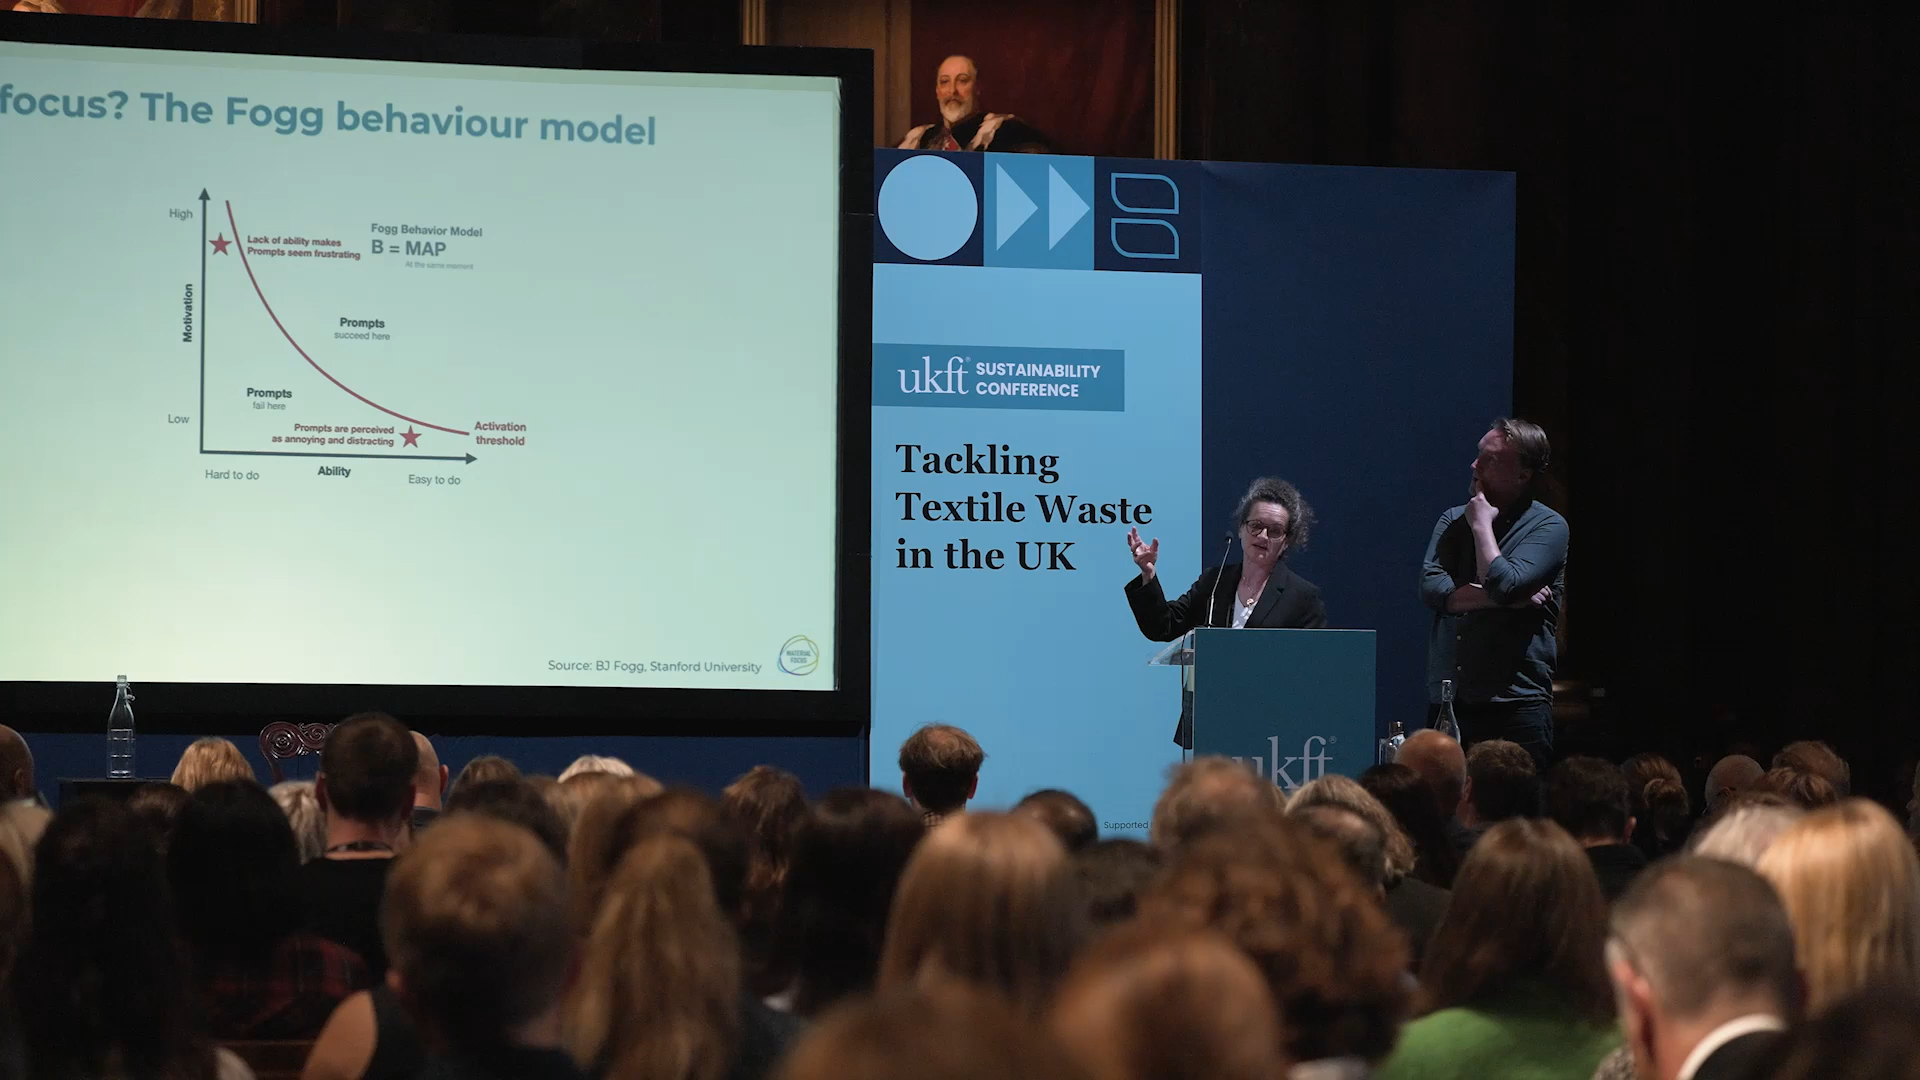 focus? The Fogg behaviour model
High
Lack of ability makes
Prompts seem frustrating
Fogg Behavior Model
B = MAP
At the same moment
Motivation
Prompts
succeed here
Prompts
fail here
Low
Prompts are perceived
as annoying and distracting
Activation
threshold
Hard to do
Ability
Easy to do
Source: BJ Fogg, Stanford University
MATERIAL
FOCUS
ukft® SUSTAINABILITY
CONFERENCE
Tackling
Textile Waste
in the UK
ukft®
Supported